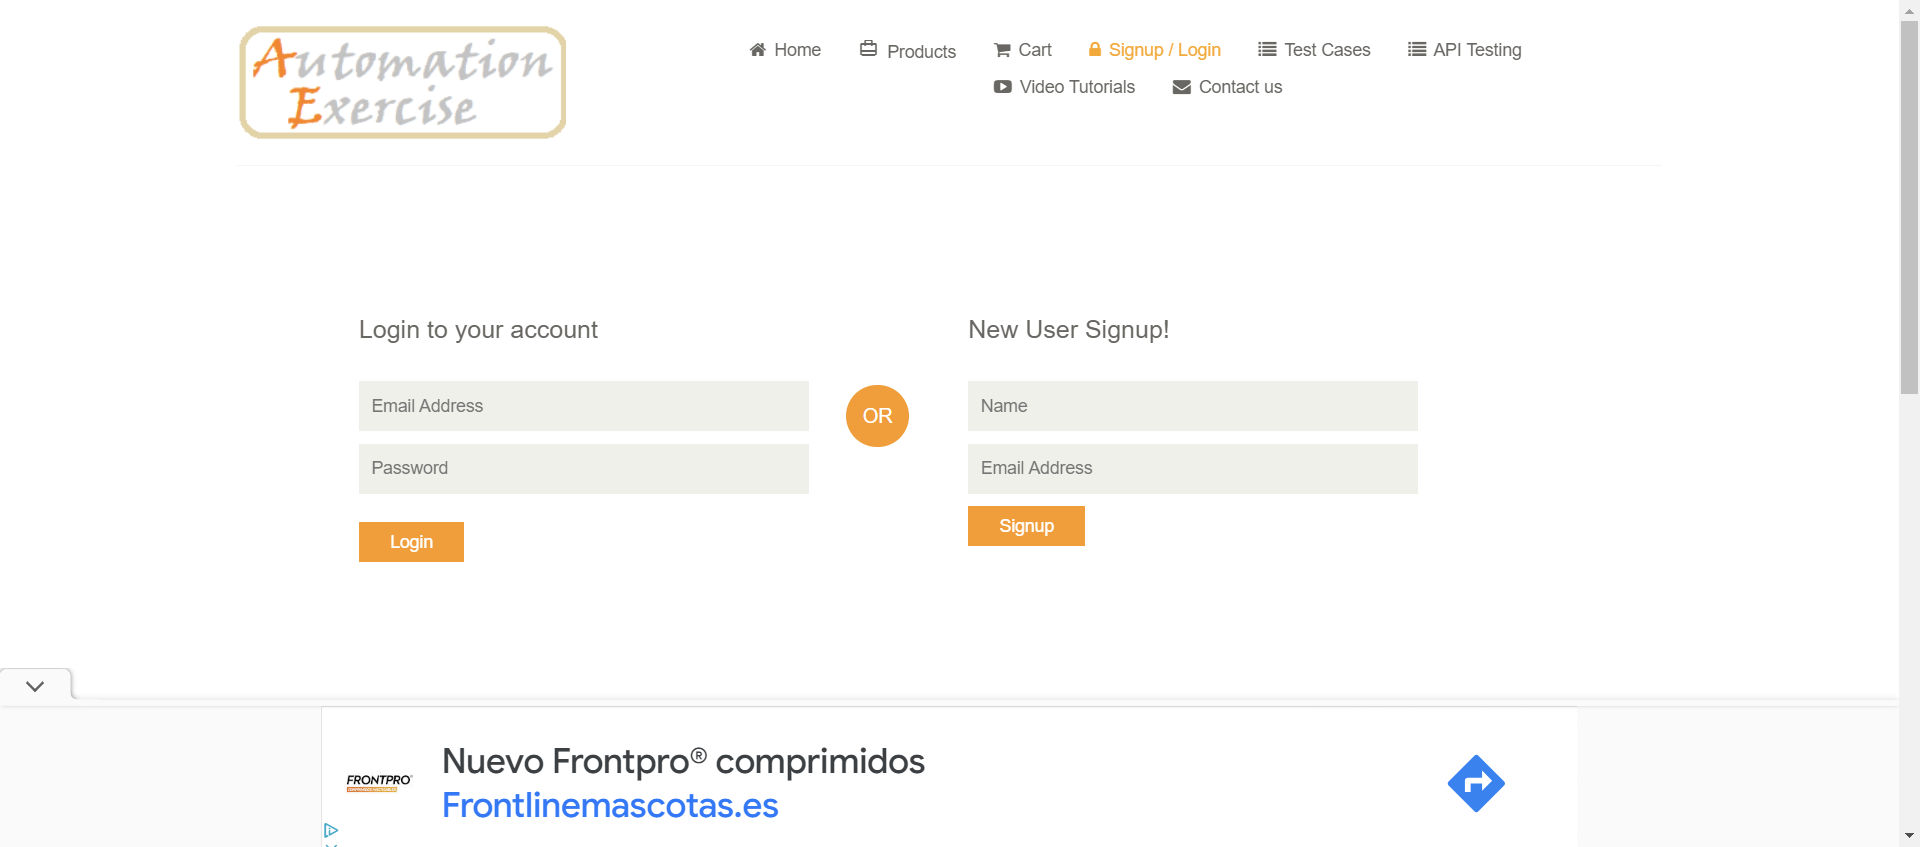 Automation
Exercise
Home
Products
Cart
Signup / Login
Test Cases
API Testing
Video Tutorials
Contact us
Login to your account
Email Address
Password
Login
OR
New User Signup!
Name
Email Address
Signup
FRONTPRO
Nuevo Frontpro® comprimidos
Frontlinemascotas.es